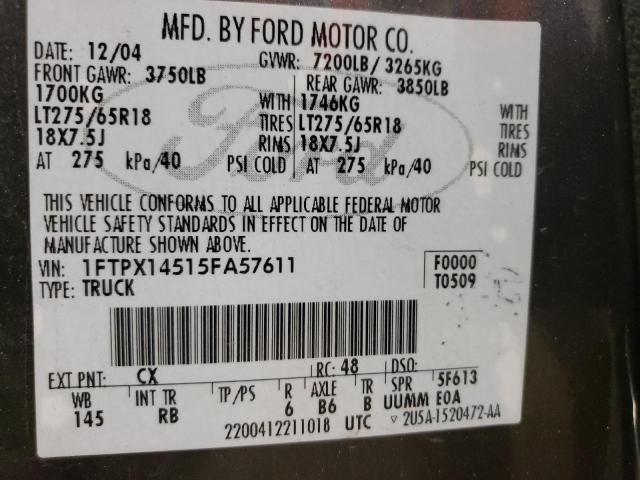 MFD. BY FORD MOTOR CO.
DATE: 12/04 GVWR: 7200LB/ 3265KG
FRONT GAWR: 3750LB REAR GAWR: 3850LB
1700KG WITH 1746KG WITH
LT275/65R18 TIRES LT275/65R18 TIRES
18X7.5J RIMS 18X7.5J RIMS
AT 275 kPa/40 PSI COLD AT 275 kPa/40 PSI COLD
Ford
THIS VEHICLE CONFORMS TO ALL APPLICABLE FEDERAL MOTOR
VEHICLE SAFETY STANDARDS IN EFFECT ON THE DATE OF
MANUFACTURE SHOWN ABOVE.
VIN: 1FTPX14515FA57611 F0000
TYPE: TRUCK T0509
EXT PNT: CX RC: 48 DSO:
WB INT TR TP/PS R AXLE TR SPR 5F613
145 RB 6 B6 B UUMM E0A
2200412211018 UTC ▽ 2U5A-1520472-AA